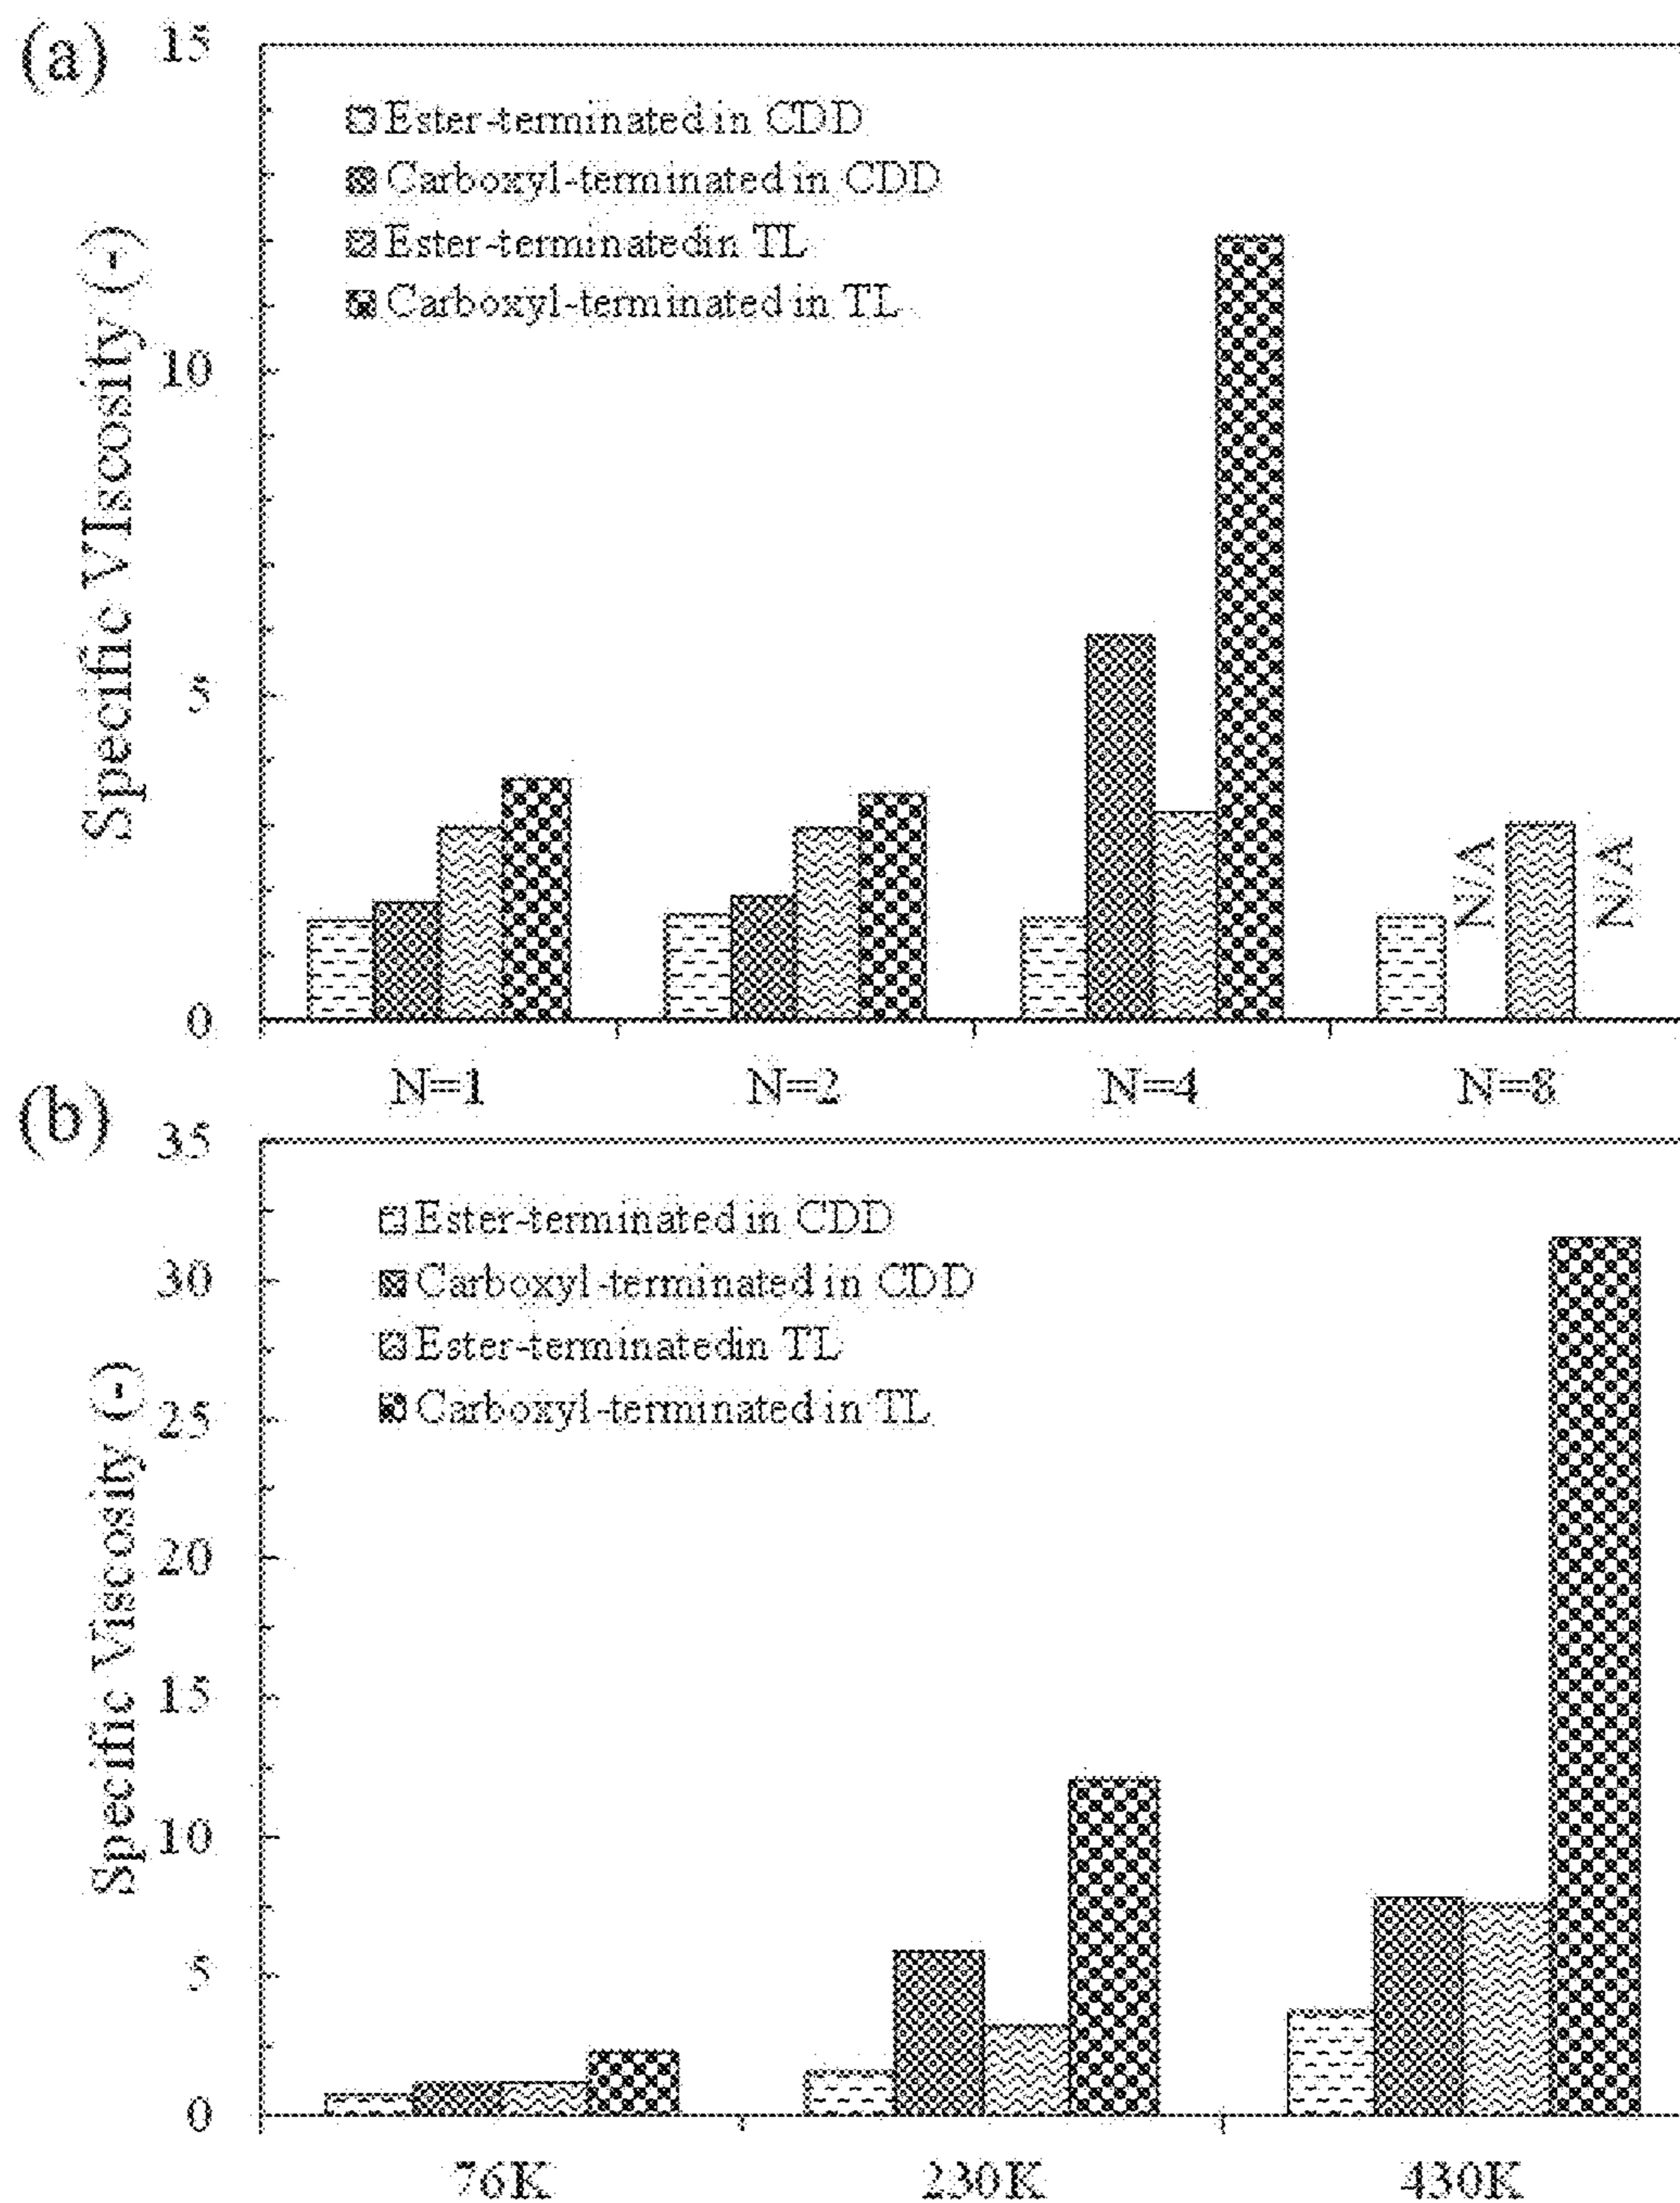 (a)
15
Ester-terminated in CDD
Carboxyl-terminated in CDD
Ester-terminatedin TL
Carboxyl-terminated in TL
10
5
0
Specific VIscosity (-)
N/A
N/A
N=1
N=2
N=4
N=8
(b)
35
Ester-terminated in CDD
Carboxyl-terminated in CDD
Ester-terminatedin TL
Carboxyl-terminated in TL
30
25
20
15
10
5
0
Specific Viscosity (-)
76K
230K
430K